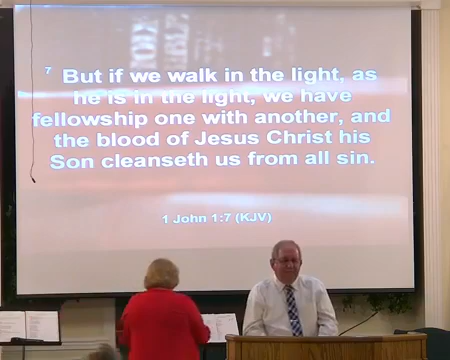 7 But if we walk in the light, as
he is in the light, we have
fellowship one with another, and
the blood of Jesus Christ his
Son cleanseth us from all sin.
1 John 1:7 (KJV)